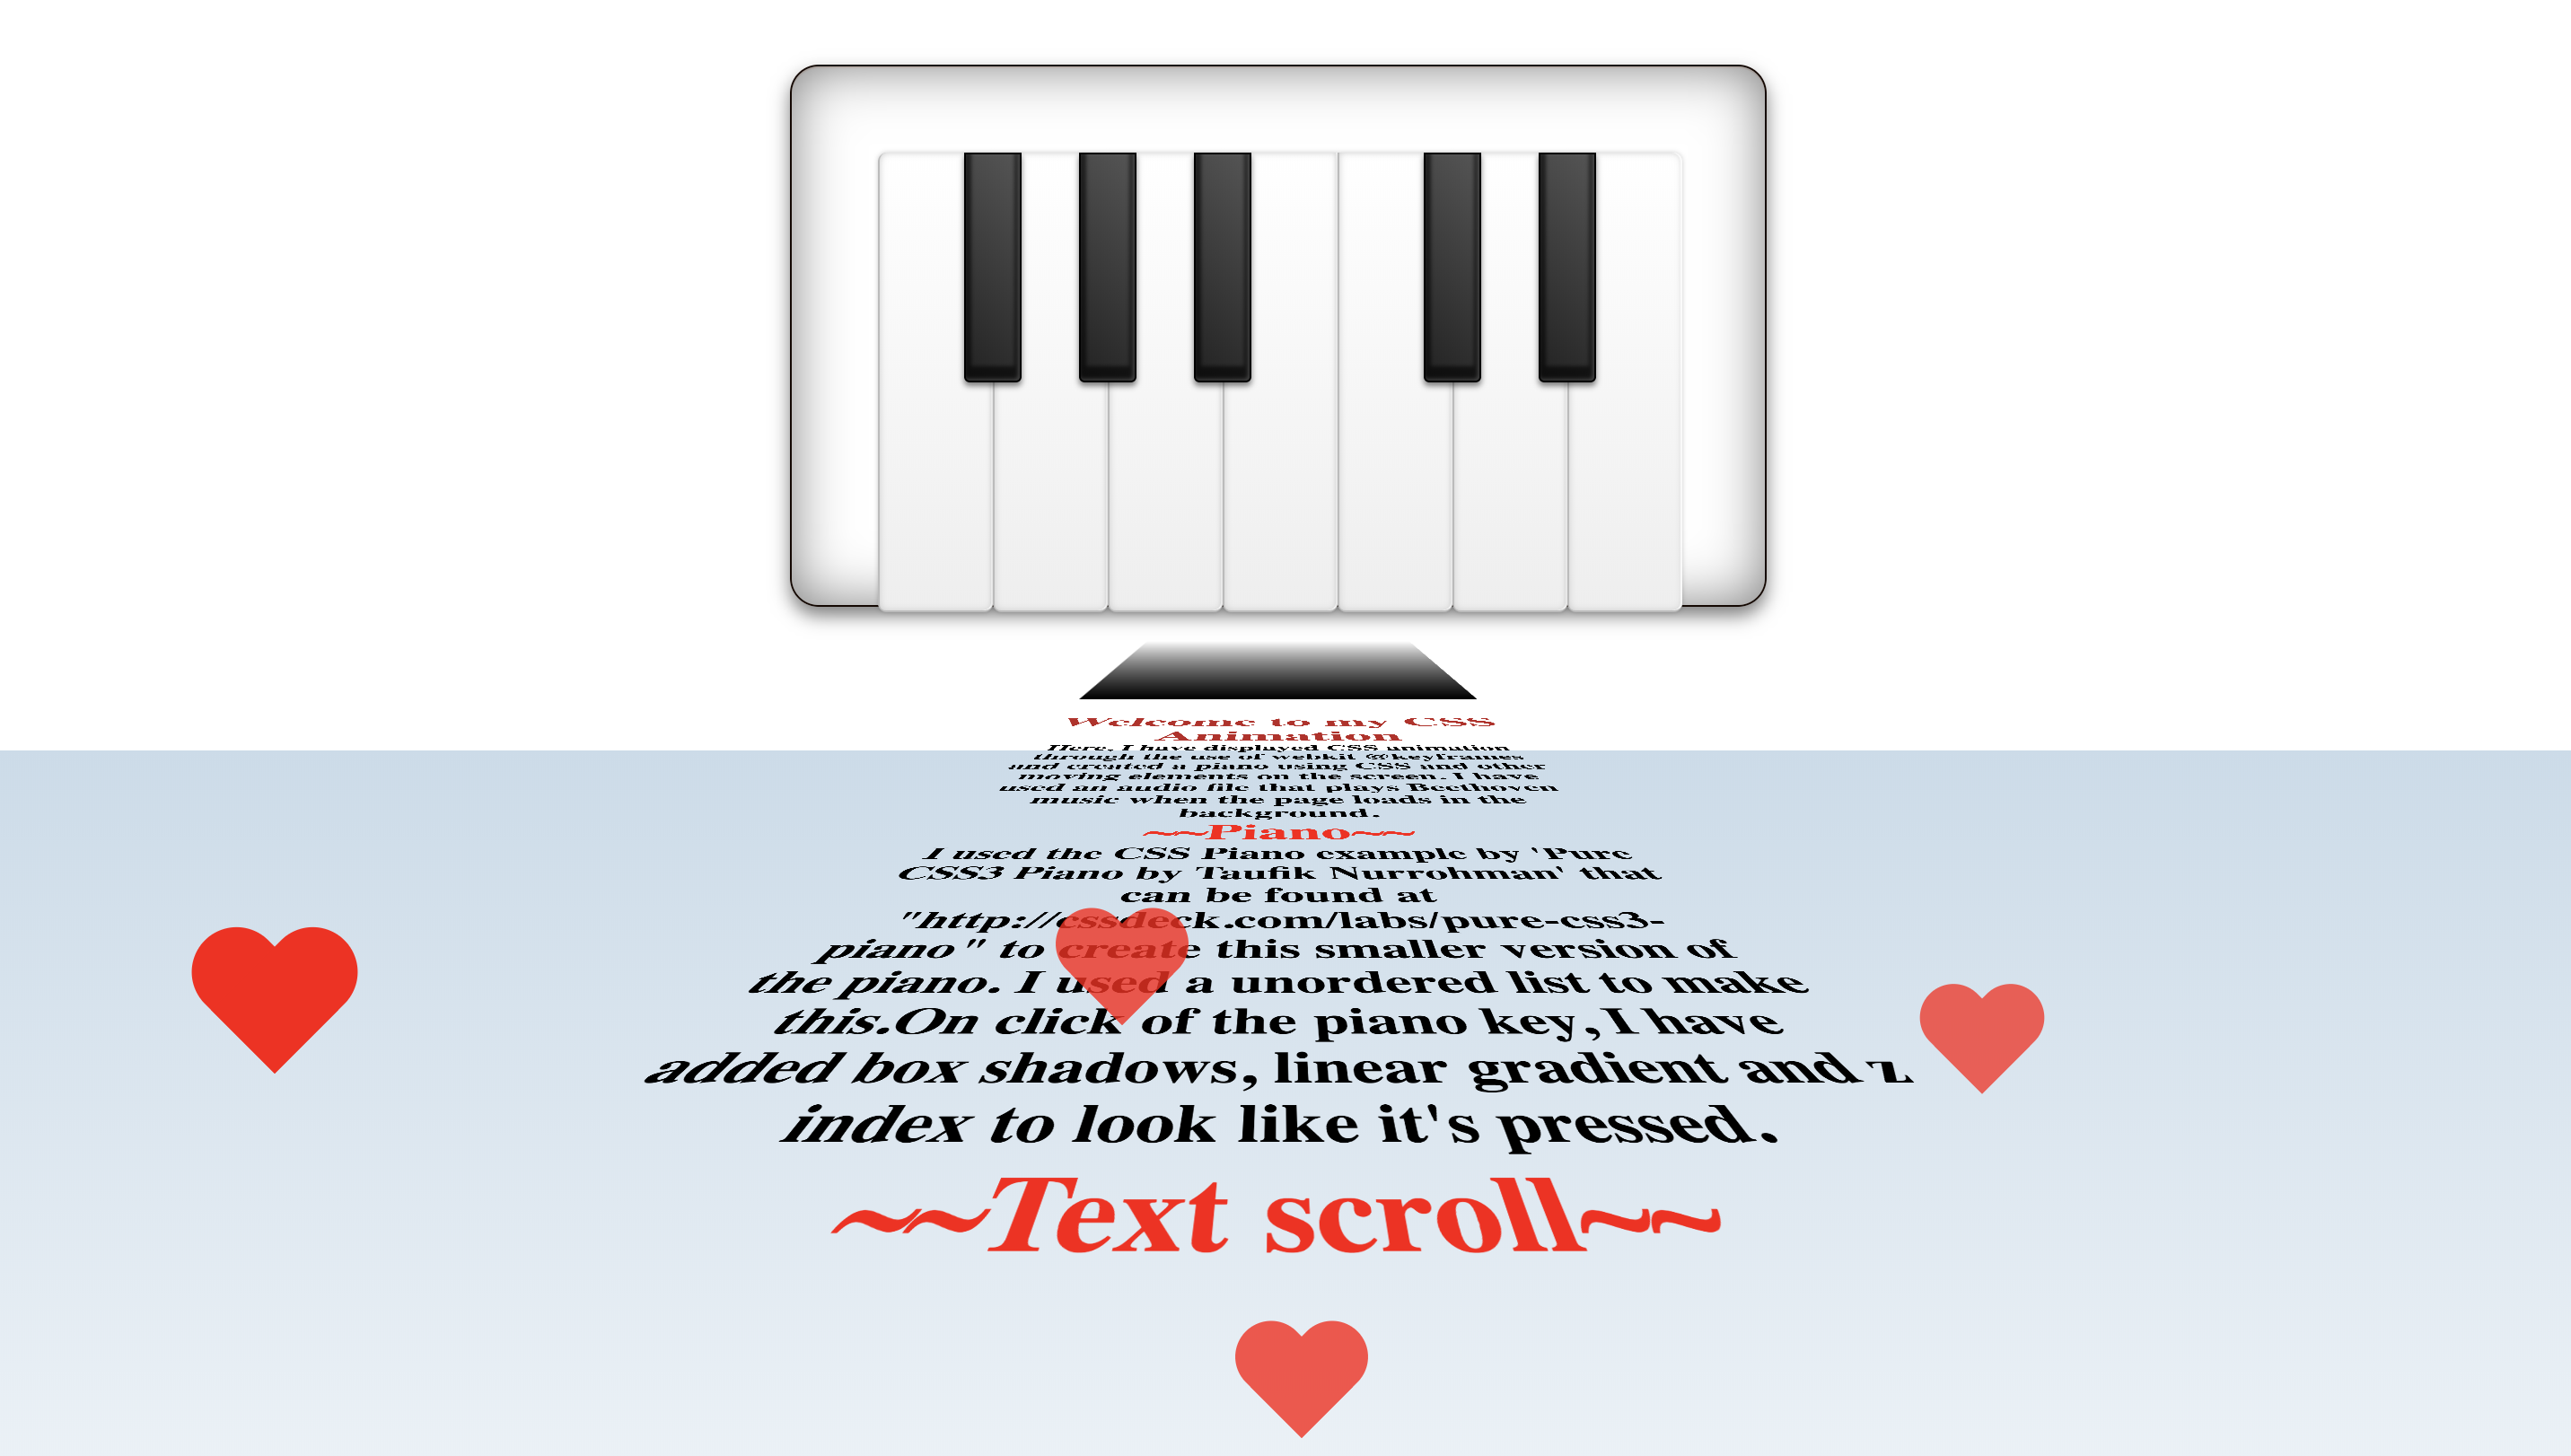 Welcome to my CSS
Animation
Here, I have displayed CSS animation
through the use of webkit @keyframes
and created a piano using CSS and other
moving elements on the screen. I have
used an audio file that plays Beethoven
music when the page loads in the
background.
~~Piano~~
I used the CSS Piano example by 'Pure
CSS3 Piano by Taufik Nurrohman' that
can be found at
"http://cssdeck.com/labs/pure-css3-
piano" to create this smaller version of
the piano. I used a unordered list to make
this.On click of the piano key,I have
added box shadows, linear gradient and z
index to look like it's pressed.
~~Text scroll~~